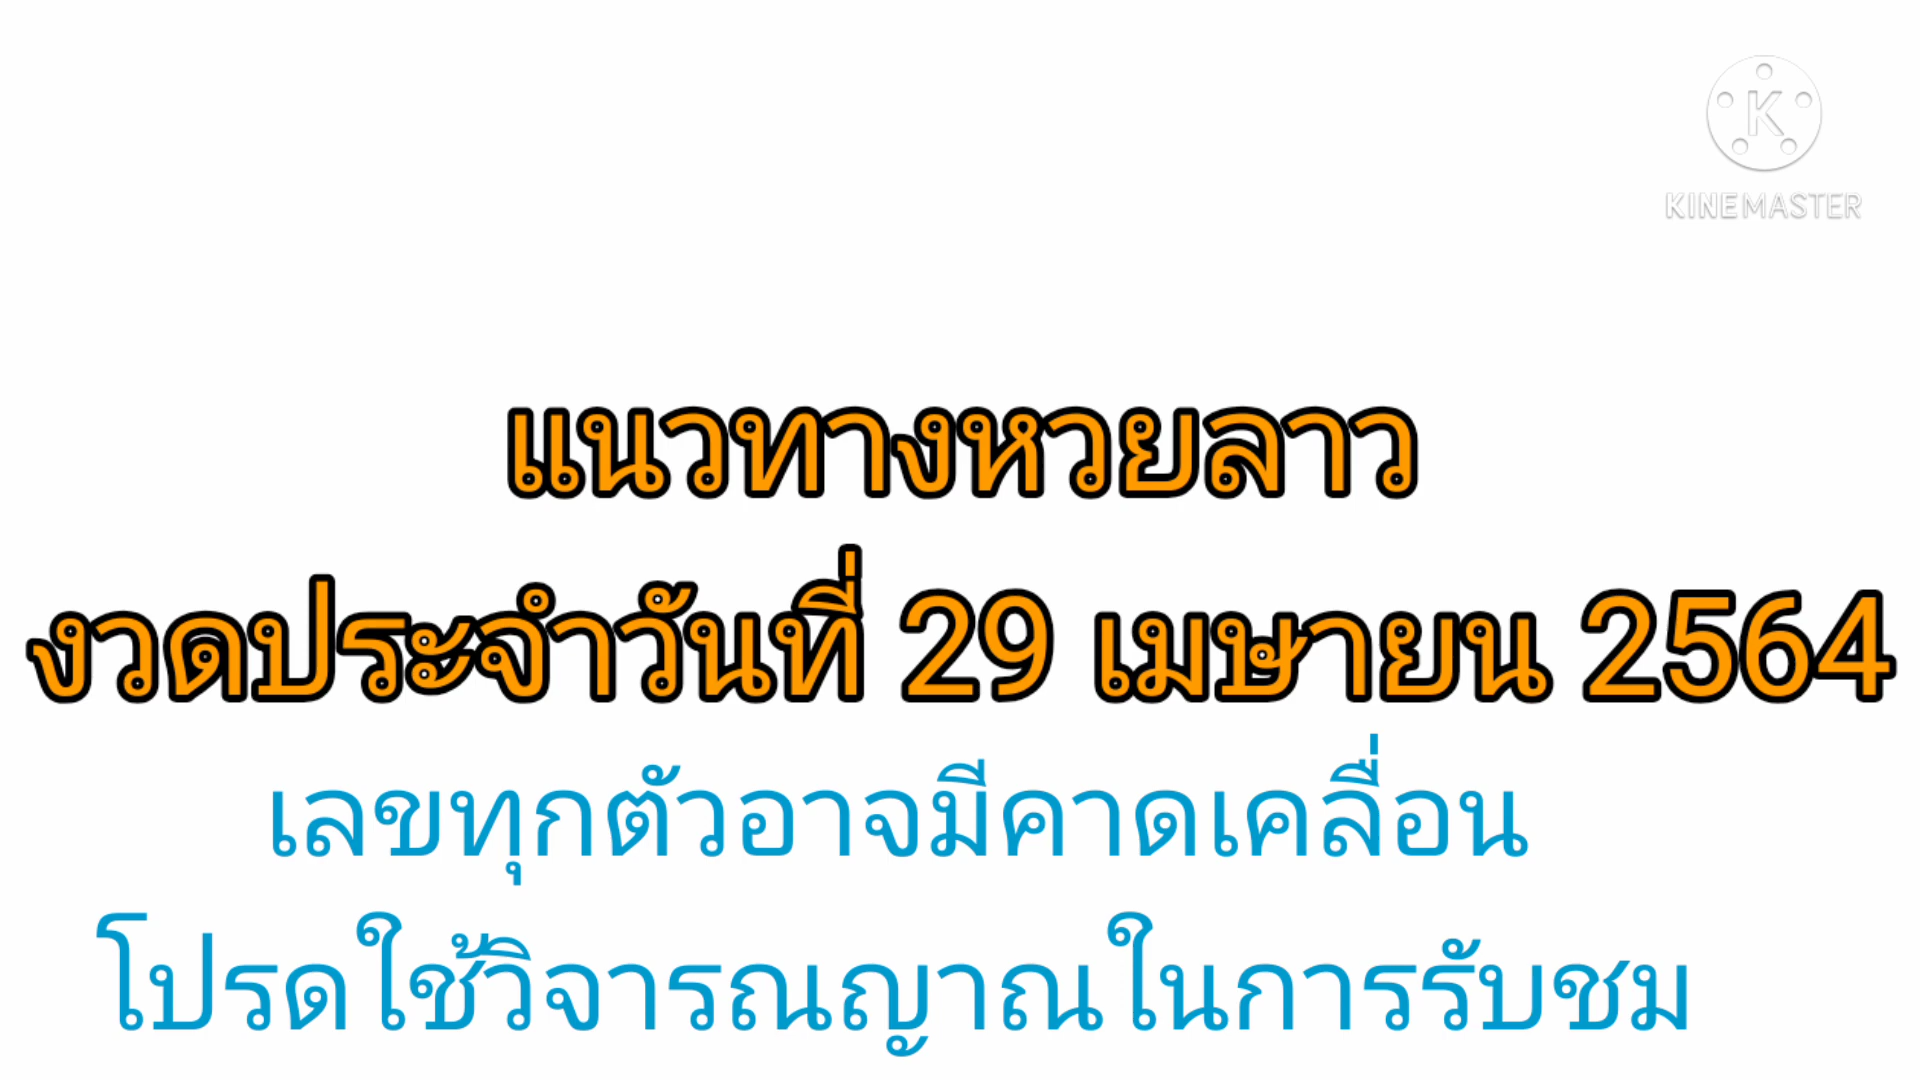 KINEMASTER
แนวทางหวยลาว
งวดประจำวันที่ 29 เมษายน 2564
เลขทุกตัวอาจมีคาดเคลื่อน
โปรดใช้วิจารณญาณในการรับชม